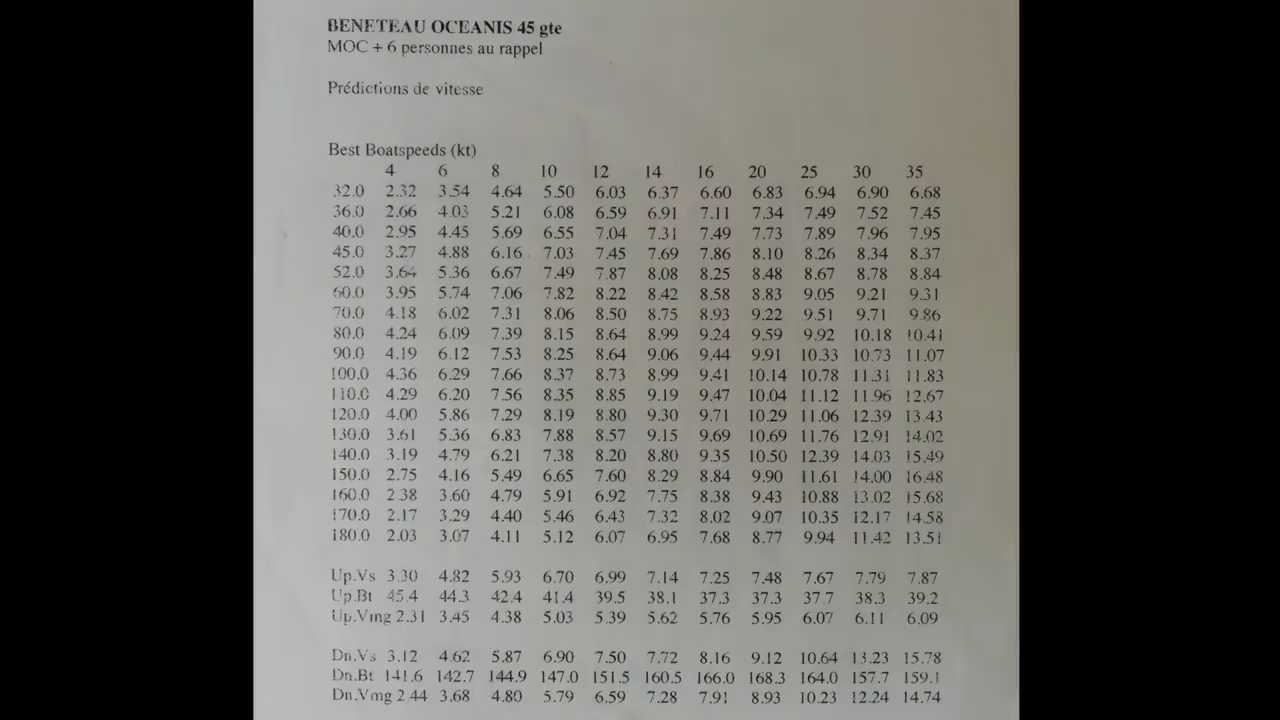 BENETEAU OCEANIS 45 gte
MOC + 6 personnes au rappel
Prédictions de vitesse
Best Boatspeeds (kt)
4 6 8 10 12 14 16 20 25 30 35
32.0 2.32 3.54 4.64 5.50 6.03 6.37 6.60 6.83 6.94 6.90 6.68
36.0 2.66 4.03 5.21 6.08 6.59 6.91 7.11 7.34 7.49 7.52 7.45
40.0 2.95 4.45 5.69 6.55 7.04 7.31 7.49 7.73 7.89 7.96 7.95
45.0 3.27 4.88 6.16 7.03 7.45 7.69 7.86 8.10 8.26 8.34 8.37
52.0 3.64 5.36 6.67 7.49 7.87 8.08 8.25 8.48 8.67 8.78 8.84
60.0 3.95 5.74 7.06 7.82 8.22 8.42 8.58 8.83 9.05 9.21 9.31
70.0 4.18 6.02 7.31 8.06 8.50 8.75 8.93 9.22 9.51 9.71 9.86
80.0 4.24 6.09 7.39 8.15 8.64 8.99 9.24 9.59 9.92 10.18 10.41
90.0 4.19 6.12 7.53 8.25 8.64 9.06 9.44 9.91 10.33 10.73 11.07
100.0 4.36 6.29 7.66 8.37 8.73 8.99 9.41 10.14 10.78 11.31 11.83
110.0 4.29 6.20 7.56 8.35 8.85 9.19 9.47 10.04 11.12 11.96 12.67
120.0 4.00 5.86 7.29 8.19 8.80 9.30 9.71 10.29 11.06 12.39 13.43
130.0 3.61 5.36 6.83 7.88 8.57 9.15 9.69 10.69 11.76 12.91 14.02
140.0 3.19 4.79 6.21 7.38 8.20 8.80 9.35 10.50 12.39 14.03 15.49
150.0 2.75 4.16 5.49 6.65 7.60 8.29 8.84 9.90 11.61 14.00 16.48
160.0 2.38 3.60 4.79 5.91 6.92 7.75 8.38 9.43 10.88 13.02 15.68
170.0 2.17 3.29 4.40 5.46 6.43 7.32 8.02 9.07 10.35 12.17 14.58
180.0 2.03 3.07 4.11 5.12 6.07 6.95 7.68 8.77 9.94 11.42 13.51
Up.Vs 3.30 4.82 5.93 6.70 6.99 7.14 7.25 7.48 7.67 7.79 7.87
Up.Bt 45.4 44.3 42.4 41.4 39.5 38.1 37.3 37.3 37.7 38.3 39.2
Up.Vmg 2.31 3.45 4.38 5.03 5.39 5.62 5.76 5.95 6.07 6.11 6.09
Dn.Vs 3.12 4.62 5.87 6.90 7.50 7.72 8.16 9.12 10.64 13.23 15.78
Dn.Bt 141.6 142.7 144.9 147.0 151.5 160.5 166.0 168.3 164.0 157.7 159.1
Dn.Vmg 2.44 3.68 4.80 5.79 6.59 7.28 7.91 8.93 10.23 12.24 14.74